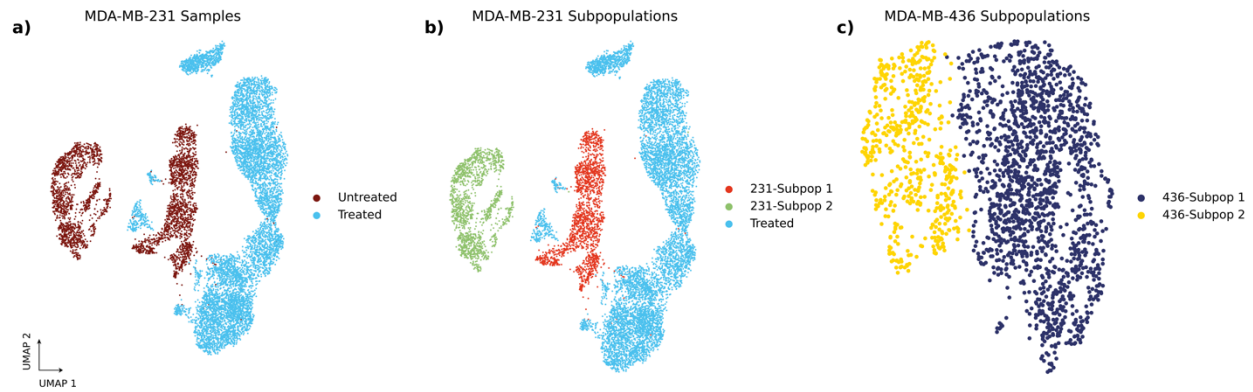 MDA-MB-231 Samples
a)
Untreated
Treated
UMAP 2
UMAP 1
MDA-MB-231 Subpopulations
b)
231-Subpop 1
231-Subpop 2
Treated
MDA-MB-436 Subpopulations
c)
436-Subpop 1
436-Subpop 2